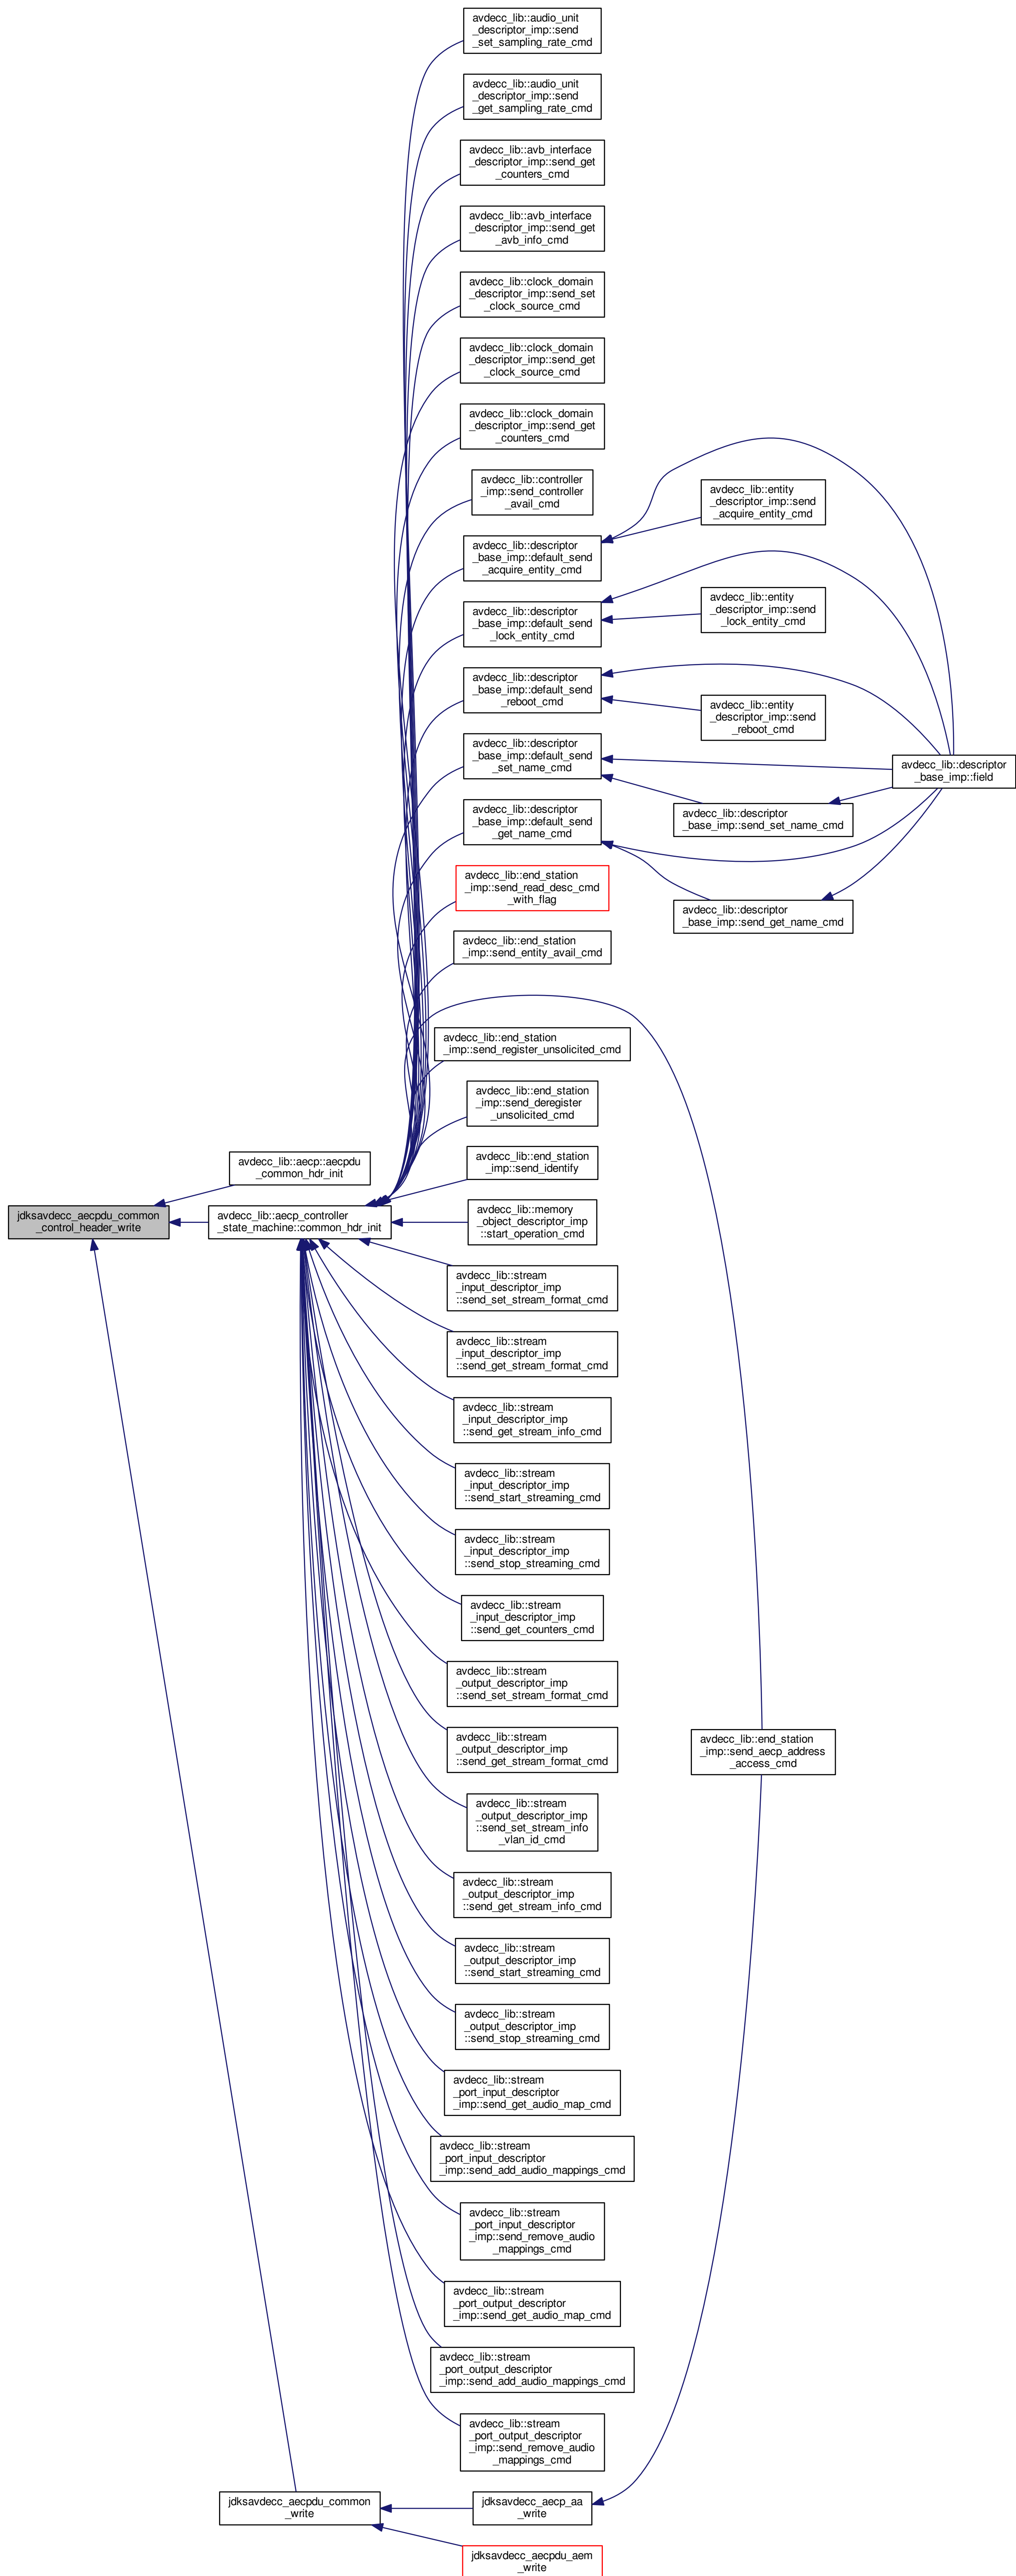 avdecc_lib::audio_unit
_descriptor_imp::send
_set_sampling_rate_cmd
avdecc_lib::audio_unit
_descriptor_imp::send
_get_sampling_rate_cmd
avdecc_lib::avb_interface
_descriptor_imp::send_get
_counters_cmd
avdecc_lib::avb_interface
_descriptor_imp::send_get
_avb_info_cmd
avdecc_lib::clock_domain
_descriptor_imp::send_set
_clock_source_cmd
avdecc_lib::clock_domain
_descriptor_imp::send_get
_clock_source_cmd
avdecc_lib::clock_domain
_descriptor_imp::send_get
_counters_cmd
avdecc_lib::controller
_imp::send_controller
_avail_cmd
avdecc_lib::descriptor
_base_imp::default_send
_acquire_entity_cmd
avdecc_lib::entity
_descriptor_imp::send
_acquire_entity_cmd
avdecc_lib::descriptor
_base_imp::default_send
_lock_entity_cmd
avdecc_lib::entity
_descriptor_imp::send
_lock_entity_cmd
avdecc_lib::descriptor
_base_imp::default_send
_reboot_cmd
avdecc_lib::entity
_descriptor_imp::send
_reboot_cmd
avdecc_lib::descriptor
_base_imp::default_send
_set_name_cmd
avdecc_lib::descriptor
_base_imp::field
avdecc_lib::descriptor
_base_imp::send_set_name_cmd
avdecc_lib::descriptor
_base_imp::default_send
_get_name_cmd
avdecc_lib::end_station
_imp::send_read_desc_cmd
_with_flag
avdecc_lib::descriptor
_base_imp::send_get_name_cmd
avdecc_lib::end_station
_imp::send_entity_avail_cmd
avdecc_lib::end_station
_imp::send_register_unsolicited_cmd
avdecc_lib::end_station
_imp::send_deregister
_unsolicited_cmd
avdecc_lib::end_station
_imp::send_identify
avdecc_lib::aecp::aecpdu
_common_hdr_init
jdksavdecc_aecpdu_common
_control_header_write
avdecc_lib::aecp_controller
_state_machine::common_hdr_init
avdecc_lib::memory
_object_descriptor_imp
::start_operation_cmd
avdecc_lib::stream
_input_descriptor_imp
::send_set_stream_format_cmd
avdecc_lib::stream
_input_descriptor_imp
::send_get_stream_format_cmd
avdecc_lib::stream
_input_descriptor_imp
::send_get_stream_info_cmd
avdecc_lib::stream
_input_descriptor_imp
::send_start_streaming_cmd
avdecc_lib::stream
_input_descriptor_imp
::send_stop_streaming_cmd
avdecc_lib::stream
_input_descriptor_imp
::send_get_counters_cmd
avdecc_lib::stream
_output_descriptor_imp
::send_set_stream_format_cmd
avdecc_lib::stream
_output_descriptor_imp
::send_get_stream_format_cmd
avdecc_lib::end_station
_imp::send_aecp_address
_access_cmd
avdecc_lib::stream
_output_descriptor_imp
::send_set_stream_info
_vlan_id_cmd
avdecc_lib::stream
_output_descriptor_imp
::send_get_stream_info_cmd
avdecc_lib::stream
_output_descriptor_imp
::send_start_streaming_cmd
avdecc_lib::stream
_output_descriptor_imp
::send_stop_streaming_cmd
avdecc_lib::stream
_port_input_descriptor
_imp::send_get_audio_map_cmd
avdecc_lib::stream
_port_input_descriptor
_imp::send_add_audio_mappings_cmd
avdecc_lib::stream
_port_input_descriptor
_imp::send_remove_audio
_mappings_cmd
avdecc_lib::stream
_port_output_descriptor
_imp::send_get_audio_map_cmd
avdecc_lib::stream
_port_output_descriptor
_imp::send_add_audio_mappings_cmd
avdecc_lib::stream
_port_output_descriptor
_imp::send_remove_audio
_mappings_cmd
jdksavdecc_aecpdu_common
_write
jdksavdecc_aecp_aa
_write
jdksavdecc_aecpdu_aem
_write